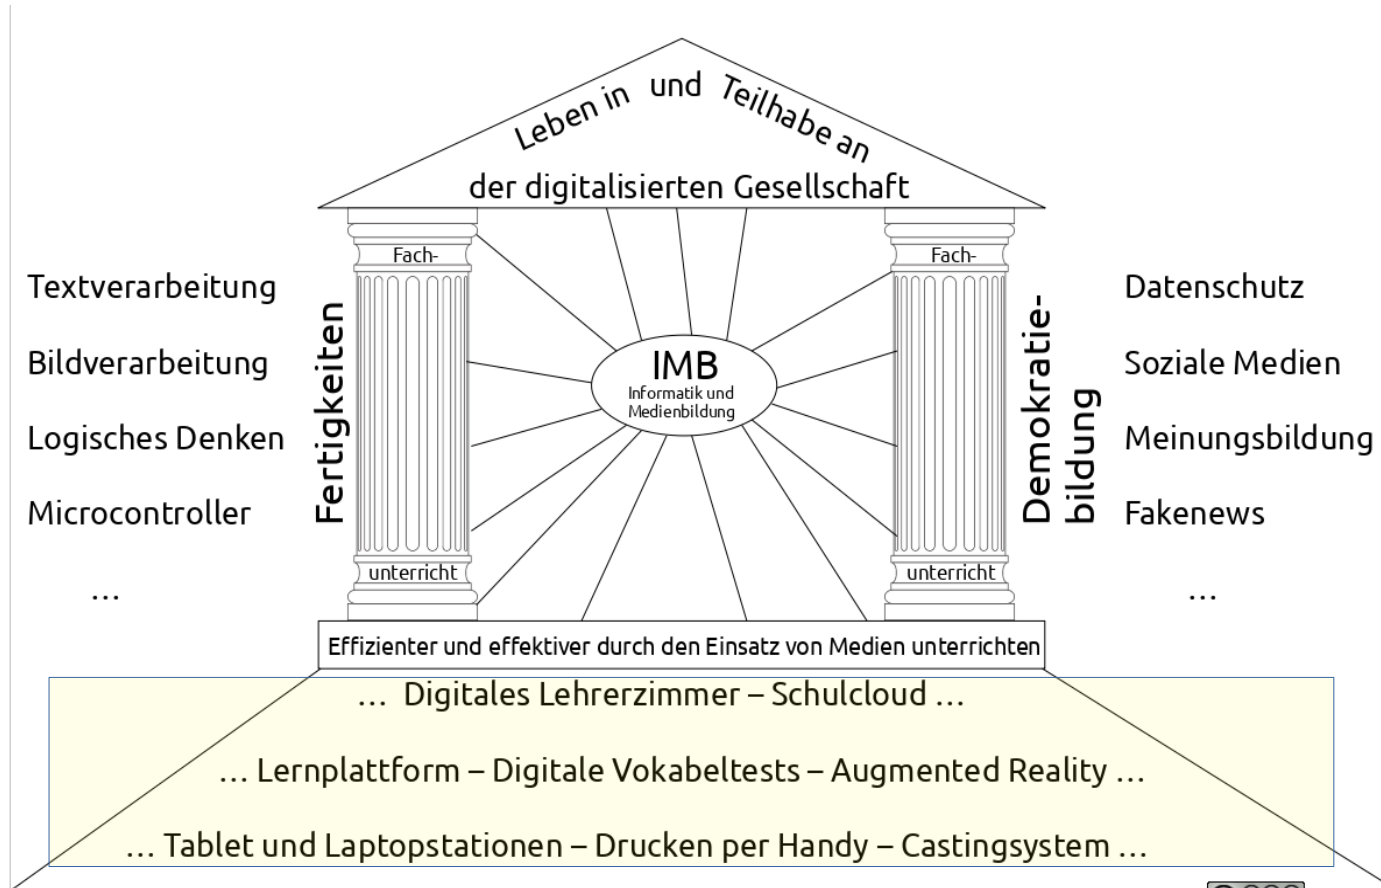 Leben in und Teilhabe an
der digitalisierten Gesellschaft
Fach-
Fach-
Textverarbeitung
Bildverarbeitung
Logisches Denken
Microcontroller
…
Fertigkeiten
IMB
Informatik und
Medienbildung
Demokratie-
bildung
Datenschutz
Soziale Medien
Meinungsbildung
Fakenews
…
unterricht
unterricht
Effizienter und effektiver durch den Einsatz von Medien unterrichten
… Digitales Lehrerzimmer – Schulcloud …
… Lernplattform – Digitale Vokabeltests – Augmented Reality …
… Tablet und Laptopstationen – Drucken per Handy – Castingsystem …